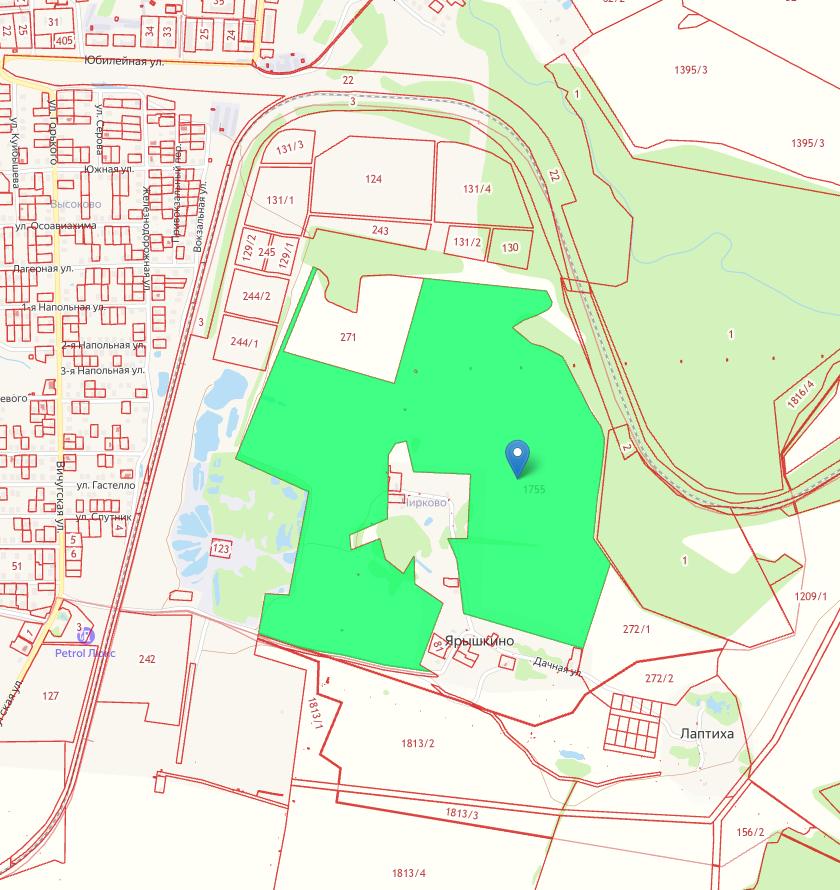 31
22
25
405
34
33
35
25
24
Юбилейная ул.
22
3
1
1395/3
1395/3
22
ул. Куйбышева
ул. Горького
ул. Серова
Южная ул.
Высоково
ул. Осоавиахима
Железнодорожная ул.
Вокзальная ул.
Лагерная ул.
1-я Напольная ул.
2-я Напольная ул.
3-я Напольная ул.
131/3
124
131/4
131/1
243
131/2
130
129/2
245
129/1
244/2
244/1
3
271
1
1816/4
2
Вичугская ул.
ул. Гастелло
ул. Спутник
4
5
6
51
123
1755
Чирково
1
1209/1
272/1
272/2
Ярышкино
87
Дачная ул.
Лаптиха
1
3
Petrol Люкс
242
127
1813/1
1813/2
1813/3
156/2
1813/4